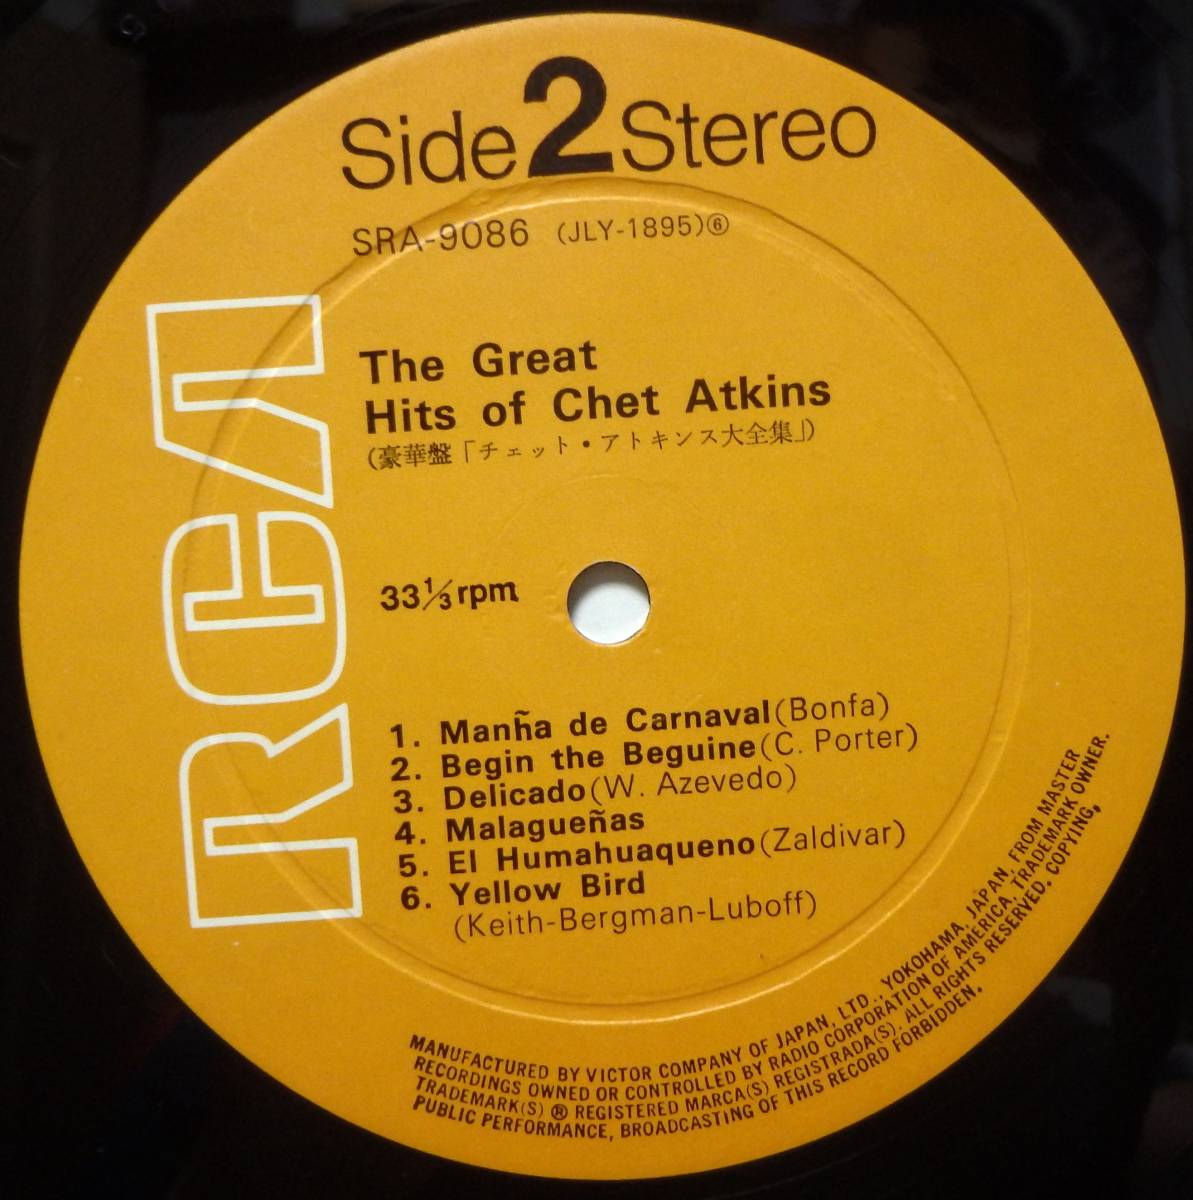 Side 2 Stereo
SRA-9086 (JLY-1895)⑥
RCA
The Great
Hits of Chet Atkins
(豪華盤「チェット・アトキンス大全集」)
33⅓ rpm
1. Manh̃a de Carnaval (Bonfa)
2. Begin the Beguine (C. Porter)
3. Delicado (W. Azevedo)
4. Malagueñas
5. El Humahuaqueno (Zaldivar)
6. Yellow Bird
(Keith-Bergman-Luboff)
MANUFACTURED BY VICTOR COMPANY OF JAPAN, LTD., YOKOHAMA, JAPAN, FROM MASTER
RECORDINGS OWNED OR CONTROLLED BY RADIO CORPORATION OF AMERICA, TRADEMARK OWNER.
TRADEMARK(S) ® REGISTERED MARCA(S) REGISTRADA(S). ALL RIGHTS RESERVED. COPYING,
PUBLIC PERFORMANCE, BROADCASTING OF THIS RECORD FORBIDDEN.